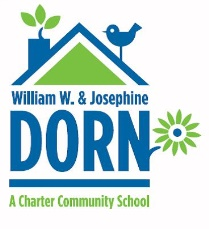 William W. & Josephine
DORN
A Charter Community School